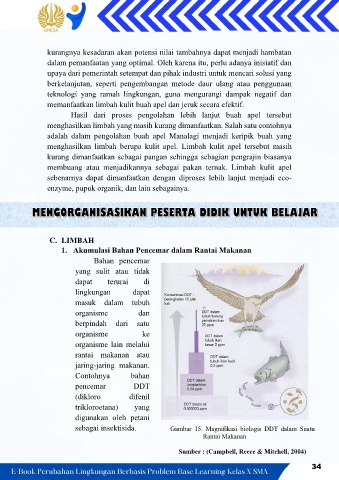 UNESA
kurangnya kesadaran akan potensi nilai tambahnya dapat menjadi hambatan
dalam pemanfaatan yang optimal. Oleh karena itu, perlu adanya inisiatif dan
upaya dari pemerintah setempat dan pihak industri untuk mencari solusi yang
berkelanjutan, seperti pengembangan metode daur ulang atau penggunaan
teknologi yang ramah lingkungan, guna mengurangi dampak negatif dan
memanfaatkan limbah kulit buah apel dan jeruk secara efektif.
Hasil dari proses pengolahan lebih lanjut buah apel tersebut
menghasilkan limbah yang masih kurang dimanfaatkan. Salah satu contohnya
adalah dalam pengolahan buah apel Manalagi menjadi keripik buah yang
menghasilkan limbah berupa kulit apel. Limbah kulit apel tersebut masih
kurang dimanfaatkan sebagai pangan sehingga sebagian pengrajin biasanya
membuang atau menjadikannya sebagai pakan ternak. Limbah kulit apel
sebenarnya dapat dimanfaatkan dengan diproses lebih lanjut menjadi eco-
enzyme, pupuk organik, dan lain sebagainya.
MENGORGANISASIKAN PESERTA DIDIK UNTUK BELAJAR
C. LIMBAH
1. Akumulasi Bahan Pencemar dalam Rantai Makanan
Bahan pencemar
yang sulit atau tidak
dapat terurai di
lingkungan dapat
masuk dalam tubuh
organisme dan
berpindah dari satu
organisme ke
organisme lain melalui
rantai makanan atau
jaring-jaring makanan.
Contohnya bahan
pencemar DDT
(dikloro difenil
trikloroetana) yang
digunakan oleh petani
sebagai insektisida.
Konsentrasi DDT
peningkatan 10 juta
kali
DDT dalam
tubuh burung
pemakan ikan
25 ppm
DDT dalam
tubuh ikan
besar 2 ppm
DDT dalam
tubuh ikan kecil
0.5 ppm
DDT dalam
zooplankton
0.04 ppm
DDT dalam air
0.000003 ppm
Gambar 15. Magnifikasi biologis DDT dalam Suatu
Rantai Makanan
Sumber : (Campbell, Reece & Mitchell, 2004)
E-Book Perubahan Lingkungan Berbasis Problem Base Learning Kelas X SMA
34